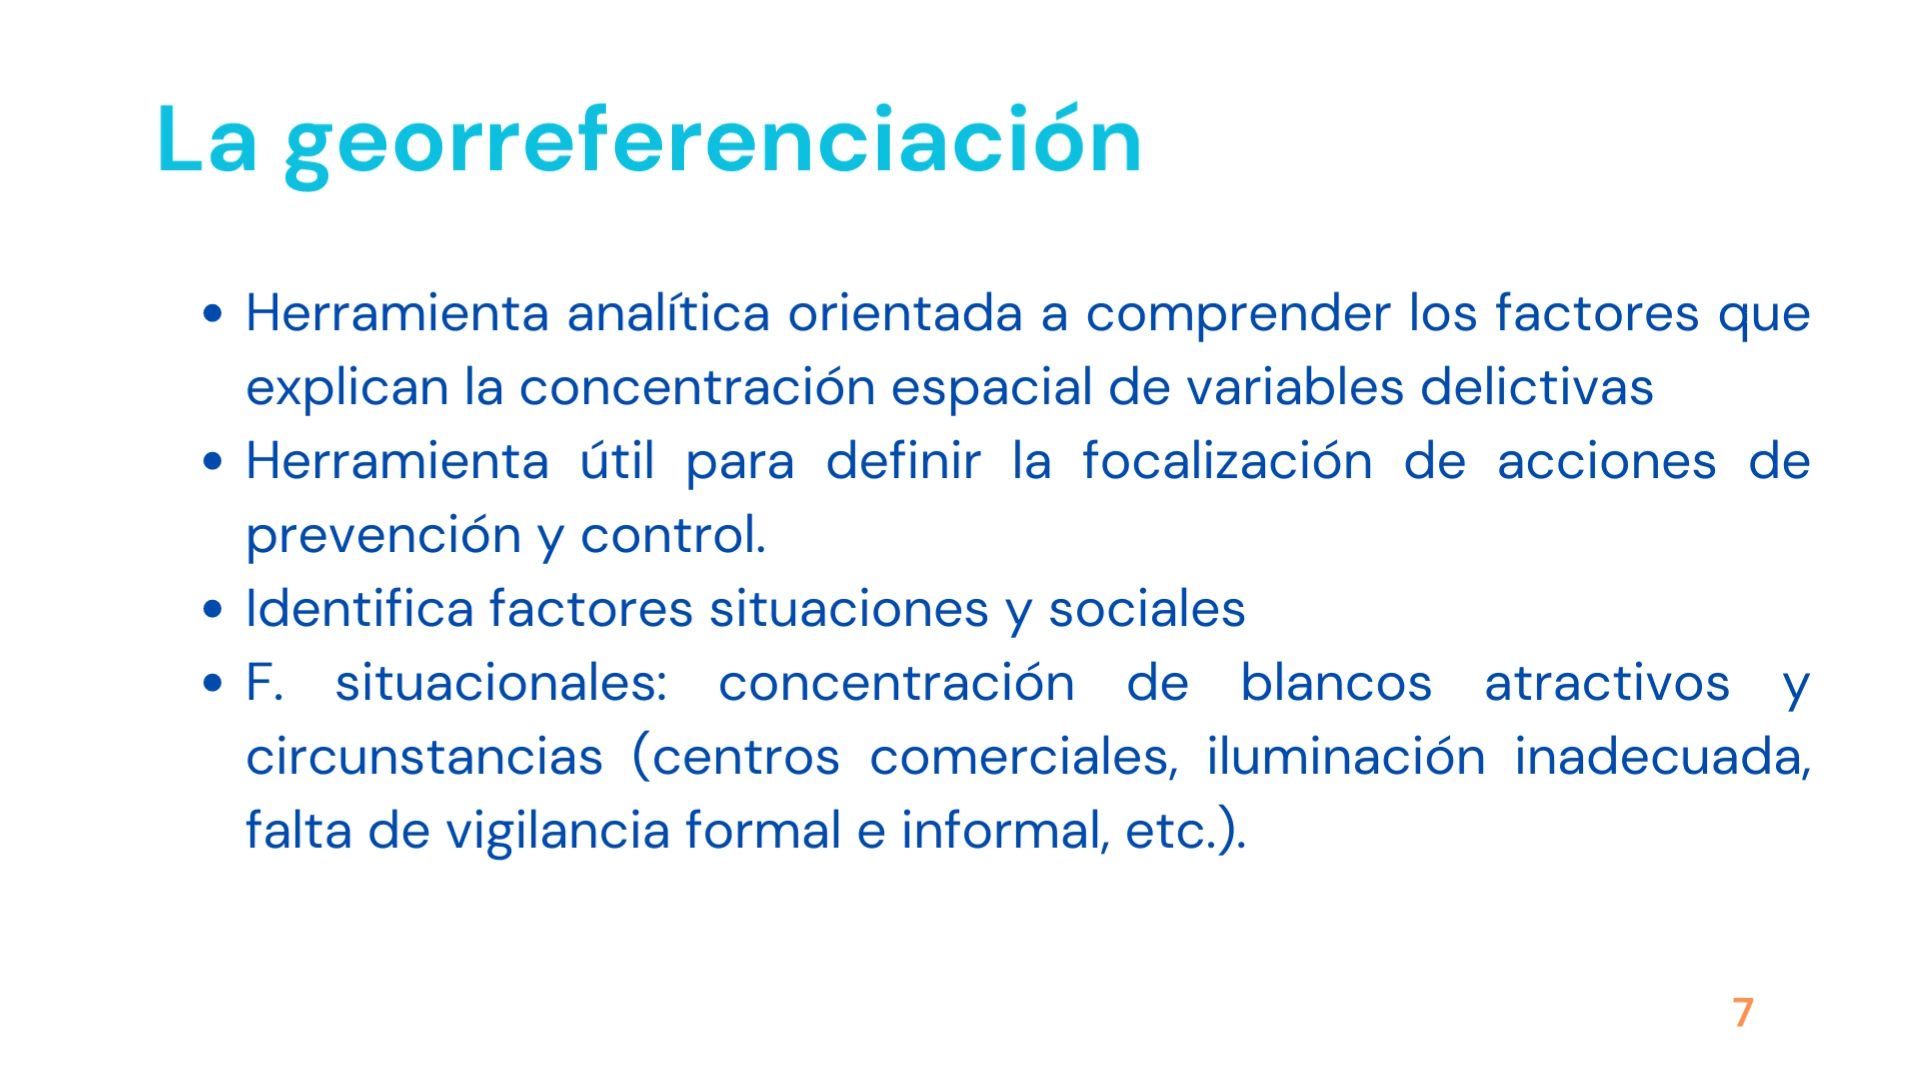 La georreferenciación
• Herramienta analítica orientada a comprender los factores que
explican la concentración espacial de variables delictivas
• Herramienta útil para definir la focalización de acciones de
prevención y control.
• Identifica factores situaciones y sociales
• F. situacionales: concentración de blancos atractivos y
circunstancias (centros comerciales, iluminación inadecuada,
falta de vigilancia formal e informal, etc.).
7